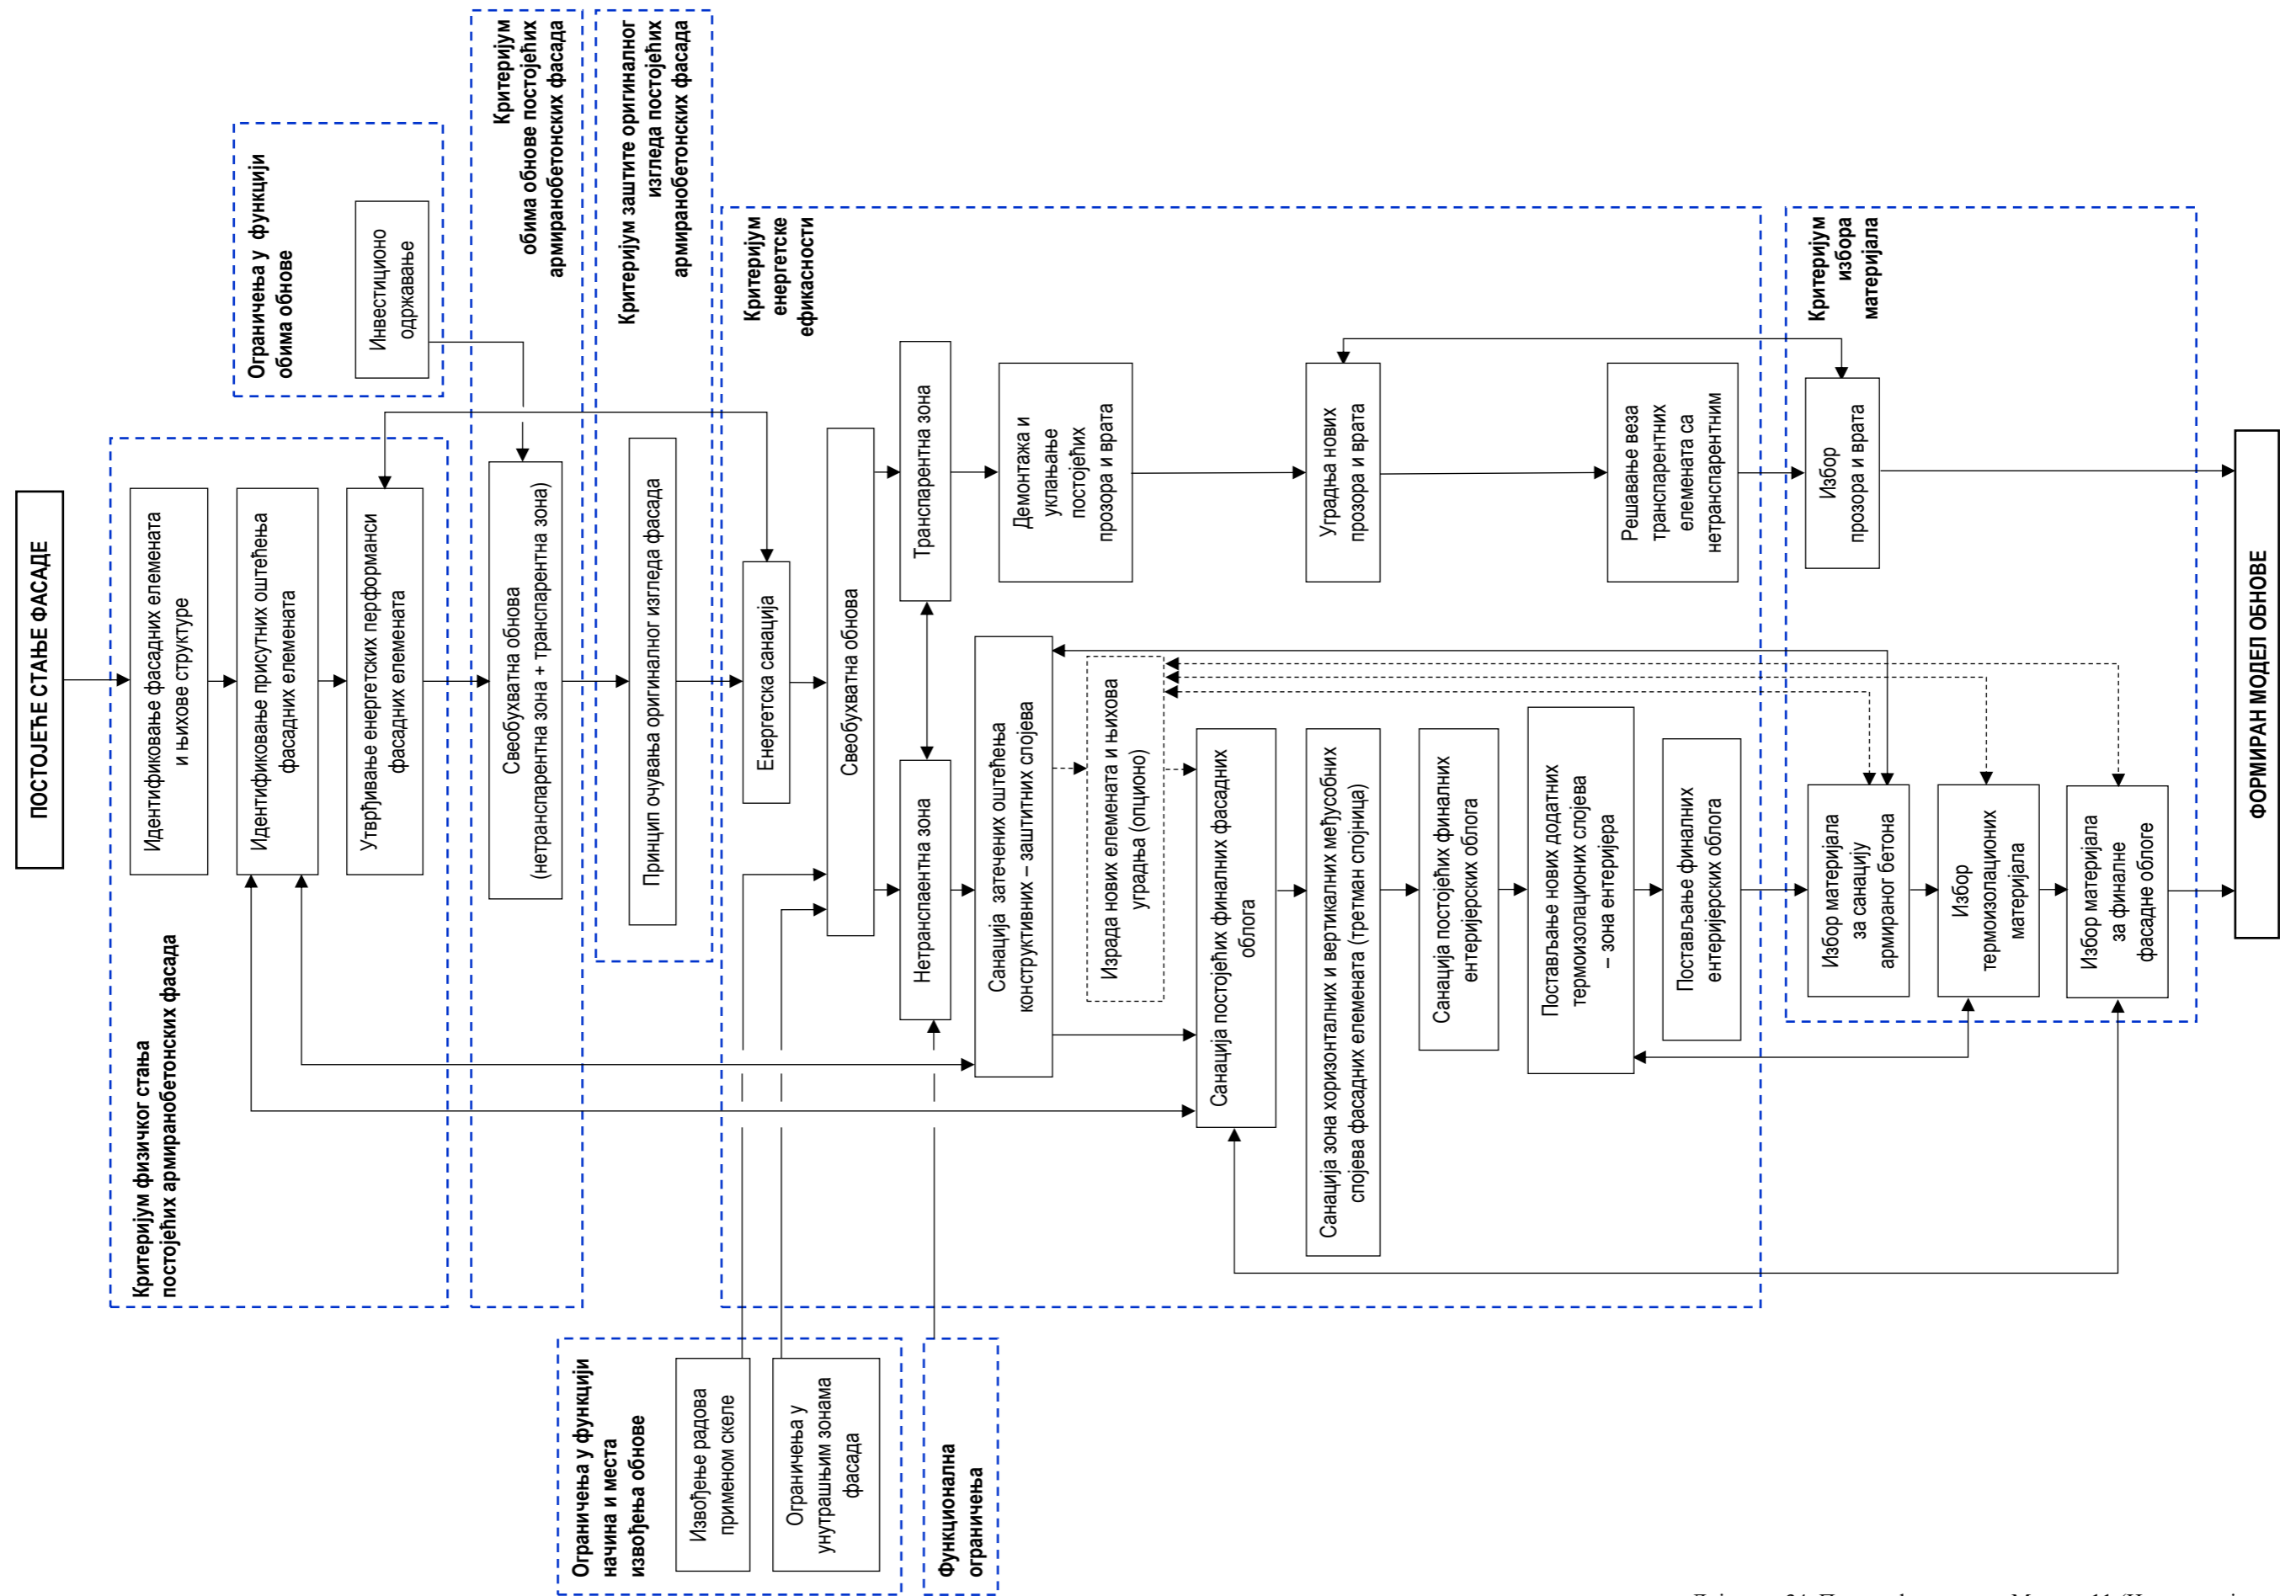 ПОСТОЈЕЋЕ СТАЊЕ ФАСАДЕ
Критеријум физичког стања
постојећих армиранобетонских фасада
Идентификовање фасадних елемената
и њихове структуре
Идентификовање присутних оштећења
фасадних елемената
Утврђивање енергетских перформанси
фасадних елемената
Ограничења у функцији
обима обнове
Инвестиционо
одржавање
Критеријум
обима обнове постојећих
армиранобетонских фасада
Свеобухватна обнова
(нетранспарентна зона + транспарентна зона)
Критеријум заштите оригиналног
изгледа постојећих
армиранобетонских фасада
Принцип очувања оригиналног изгледа фасада
Ограничења у функцији
начина и места
извођења обнове
Извођење радова
применом скеле
Ограничења у
унутрашњим зонама
фасада
Функционална
ограничења
Критеријум
енергетске
ефикасности
Енергетска санација
Свеобухватна обнова
Нетранспаентна зона
Транспарентна зона
Санација затечених оштећења
конструктивних – заштитних слојева
Демонтажа и
уклањање
постојећих
прозора и врата
Израда нових елемената и њихова
уградња (опционо)
Санација постојећих финалних фасадних
облога
Санација зона хоризонталних и вертикалних међусобних
спојева фасадних елемената (третман спојница)
Уградња нових
прозора и врата
Санација постојећих финалних
ентеријерских облога
Постављање нових додатних
термоизолационих слојева
– зона ентеријера
Решавање веза
транспарентних
елемената са
нетранспарентним
Постављање финалних
ентеријерских облога
Критеријум
избора
материјала
Избор материјала
за санацију
армираног бетона
Избор
прозора и врата
Избор
термоизолационих
материјала
Избор материјала
за финалне
фасадне облоге
ФОРМИРАН МОДЕЛ ОБНОВЕ